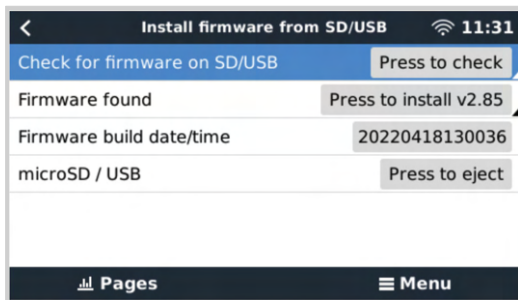 Install firmware from SD/USB 11:31
Check for firmware on SD/USB Press to check
Firmware found Press to install v2.85
Firmware build date/time 20220418130036
microSD / USB Press to eject
Pages Menu